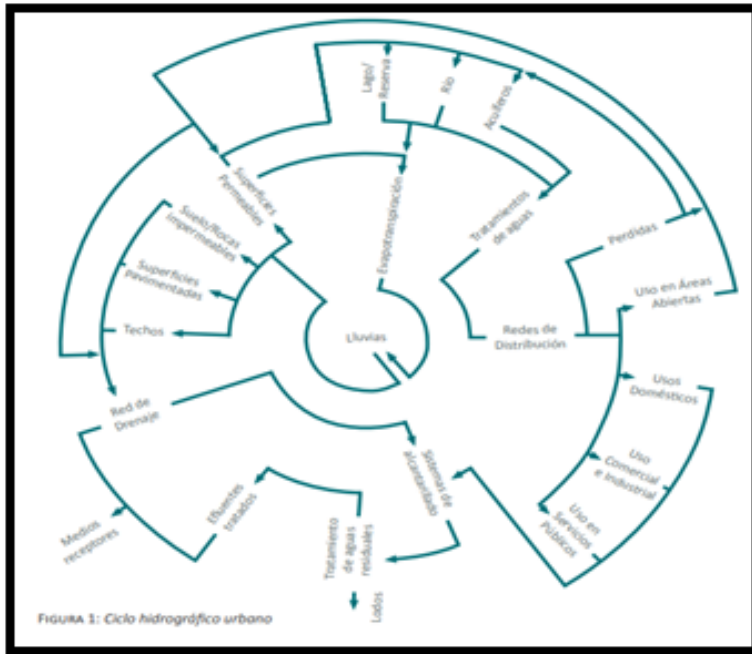 Lago/
Reserva
Río
Acuíferos
Superficies
Permeables
Evapotranspiración
Tratamientos
de aguas
Suelo/Rocas
impermeables
Superficies
Pavimentadas
Techos
Lluvias
Perdidas
Uso en Áreas
Abiertas
Redes de
Distribución
Usos
Domésticos
Uso
Comercial
e Industrial
Uso en
Servicios
Públicos
Red de
Drenaje
Sistemas de
alcantarillado
Efluentes
tratados
Tratamiento
de aguas
residuales
Medios
receptores
Lodos
FIGURA 1: Ciclo hidrográfico urbano